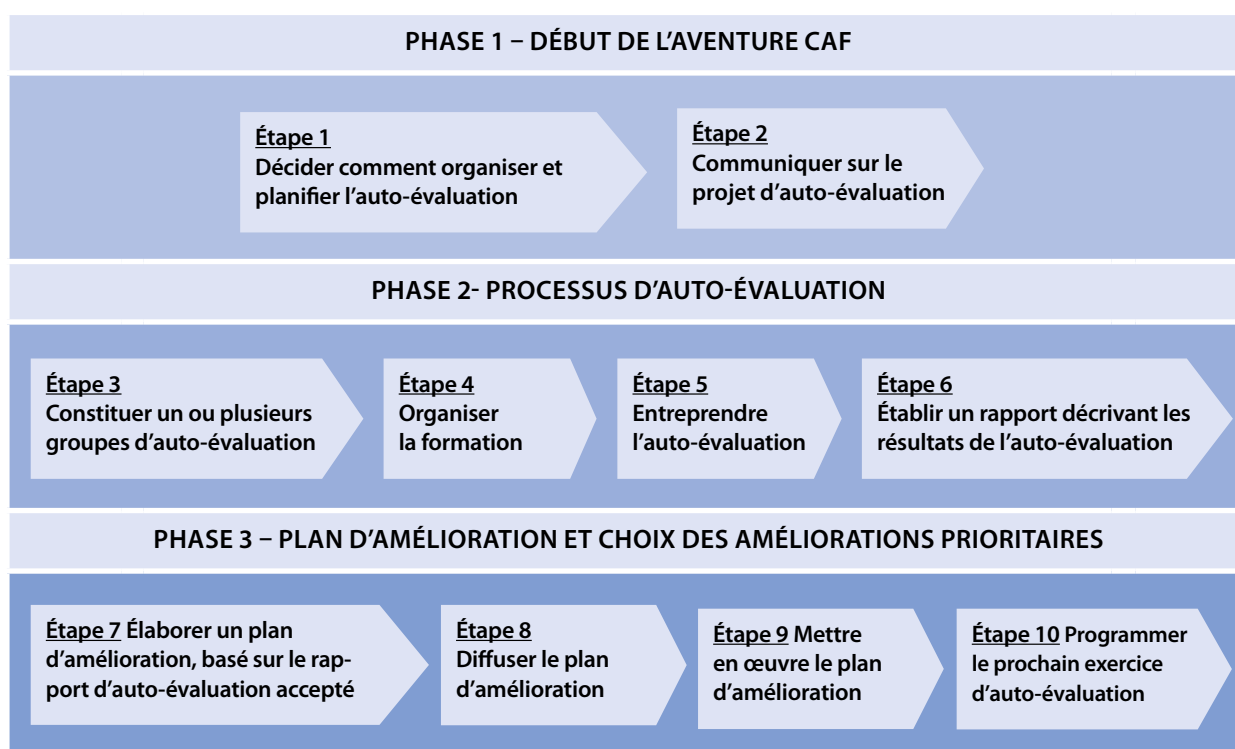 PHASE 1 – DÉBUT DE L’AVENTURE CAF
Étape 1
Décider comment organiser et
planifier l’auto-évaluation
Étape 2
Communiquer sur le
projet d’auto-évaluation
PHASE 2- PROCESSUS D’AUTO-ÉVALUATION
Étape 3
Constituer un ou plusieurs
groupes d’auto-évaluation
Étape 4
Organiser
la formation
Étape 5
Entreprendre
l’auto-évaluation
Étape 6
Établir un rapport décrivant les
résultats de l’auto-évaluation
PHASE 3 – PLAN D’AMÉLIORATION ET CHOIX DES AMÉLIORATIONS PRIORITAIRES
Étape 7 Élaborer un plan
d’amélioration, basé sur le rap-
port d’auto-évaluation accepté
Étape 8
Diffuser le plan
d’amélioration
Étape 9 Mettre
en œuvre le plan
d’amélioration
Étape 10 Programmer
le prochain exercice
d’auto-évaluation